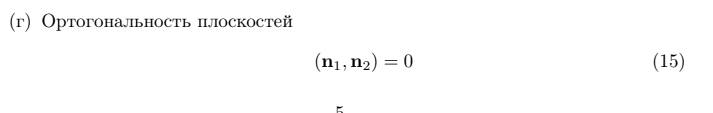 (г) Ортогональность плоскостей
(n₁, n₂) = 0 (15)
5